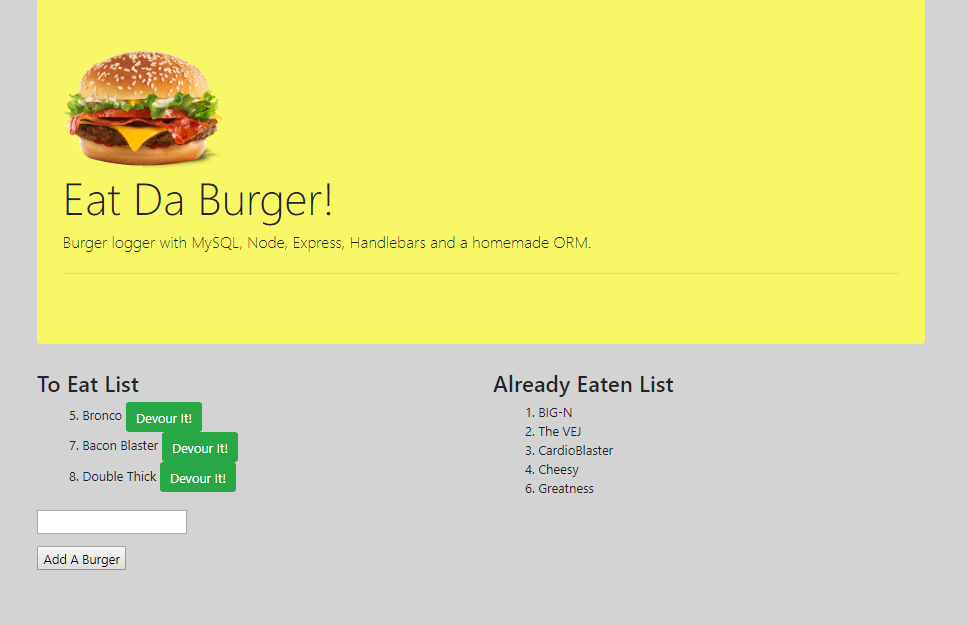 Eat Da Burger!
Burger logger with MySQL, Node, Express, Handlebars and a homemade ORM.
To Eat List
5. Bronco Devour It!
7. Bacon Blaster Devour It!
8. Double Thick Devour It!
Add A Burger
Already Eaten List
1. BIG-N
2. The VEJ
3. CardioBlaster
4. Cheesy
6. Greatness